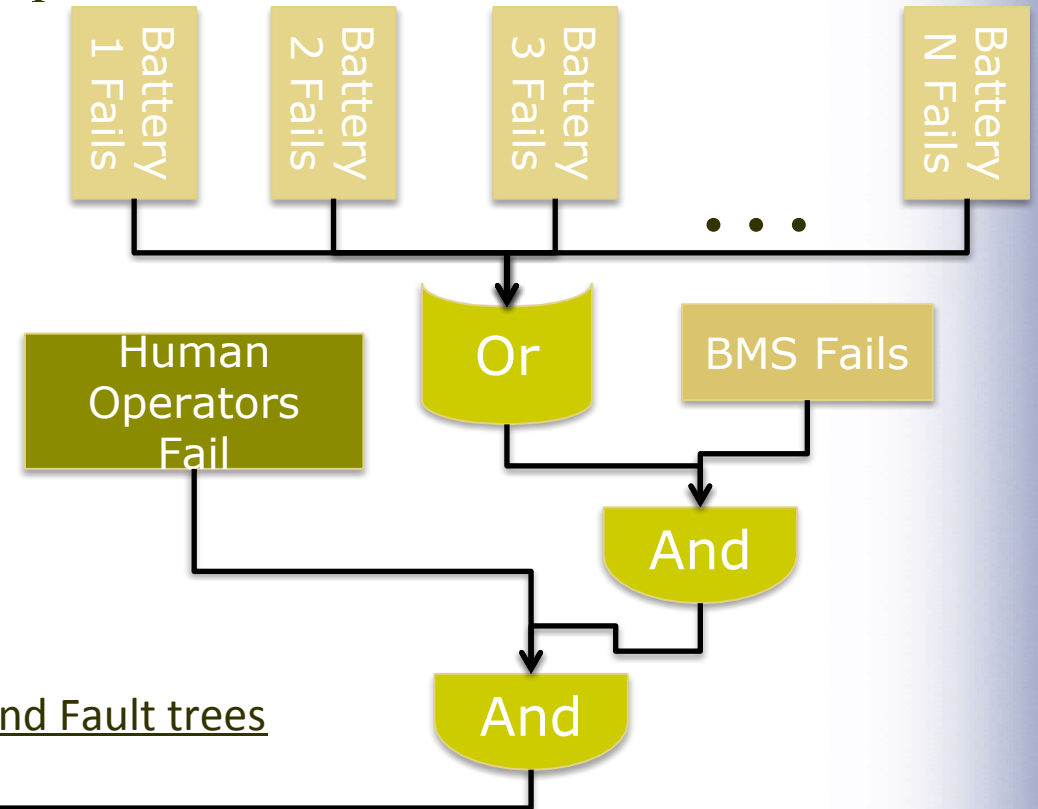 Battery
1 Fails
Battery
2 Fails
Battery
3 Fails
Battery
N Fails
. . .
Human
Operators
Fail
Or
BMS Fails
And
And
nd Fault trees